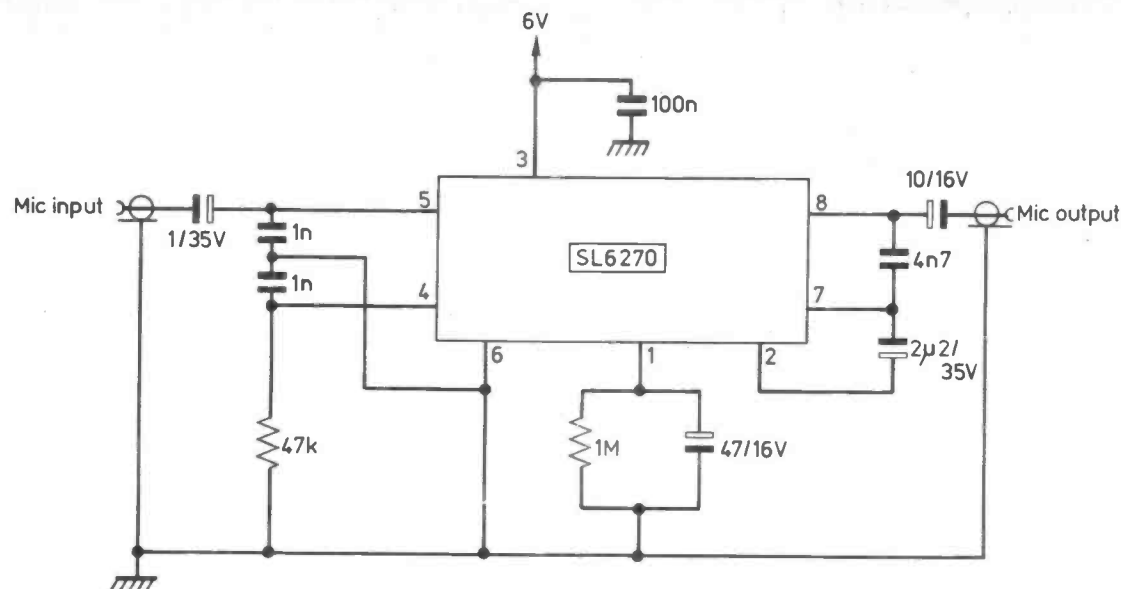 6V
100n
3
Mic input
1/35V
5
1n
1n
4
SL6270
8
10/16V
Mic output
4n7
7
2µ2/
35V
6
1
2
47k
1M
47/16V